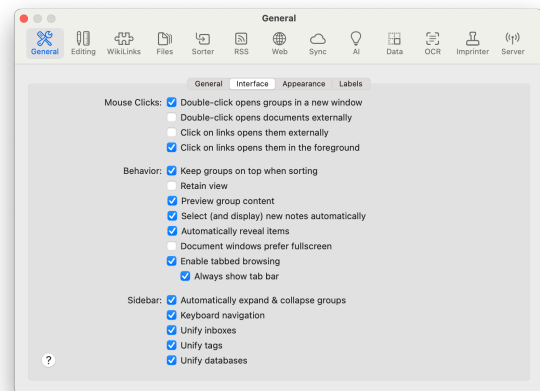 General
General Editing WikiLinks Files Sorter RSS Web Sync AI Data OCR Imprinter Server
General Interface Appearance Labels
Mouse Clicks: Double-click opens groups in a new window
Double-click opens documents externally
Click on links opens them externally
Click on links opens them in the foreground
Behavior: Keep groups on top when sorting
Retain view
Preview group content
Select (and display) new notes automatically
Automatically reveal items
Document windows prefer fullscreen
Enable tabbed browsing
Always show tab bar
Sidebar: Automatically expand & collapse groups
Keyboard navigation
Unify inboxes
Unify tags
Unify databases
?